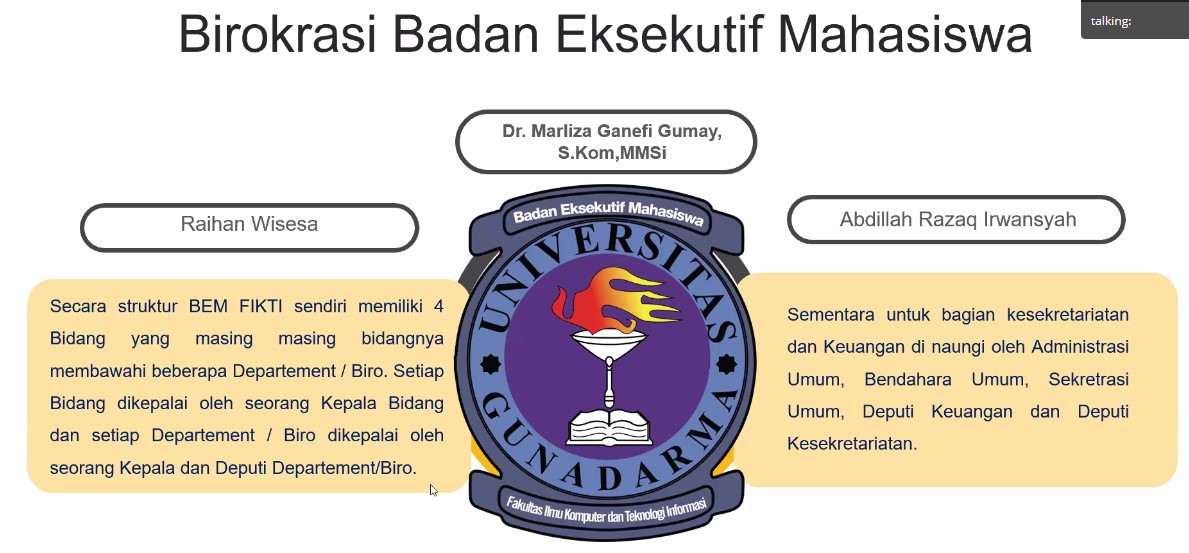 Birokrasi Badan Eksekutif Mahasiswa
talking:
Dr. Marliza Ganefi Gumay,
S.Kom,MMSi
Raihan Wisesa
Abdillah Razaq Irwansyah
Secara struktur BEM FIKTI sendiri memiliki 4
Bidang yang masing masing bidangnya
membawahi beberapa Departement / Biro. Setiap
Bidang dikepalai oleh seorang Kepala Bidang
dan setiap Departement / Biro dikepalai oleh
seorang Kepala dan Deputi Departement/Biro.
Badan Eksekutif Mahasiswa
UNIVERSITAS
GUNADARMA
Fakultas Ilmu Komputer dan Teknologi Informasi
Sementara untuk bagian kesekretariatan
dan Keuangan di naungi oleh Administrasi
Umum, Bendahara Umum, Sekretrasi
Umum, Deputi Keuangan dan Deputi
Kesekretariatan.